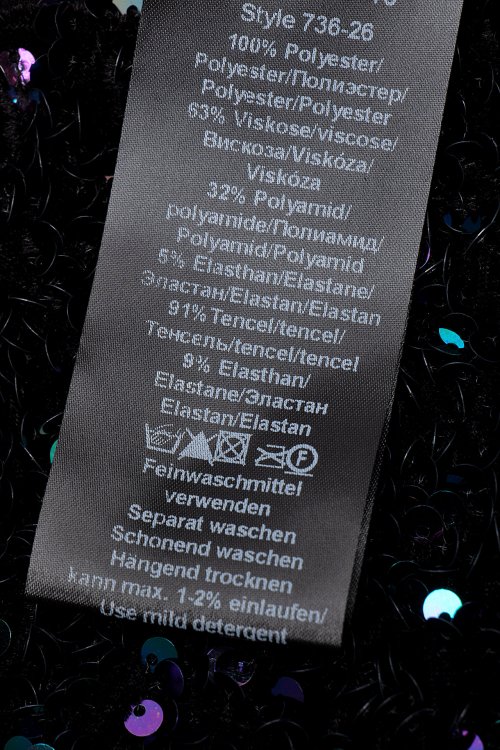 Style 736-26
100% Polyester/
Polyester/Полиэстер/
Polyester/Polyester
63% Viskose/viscose/
Вискоза/Viskóza/
Viskóza
32% Polyamid/
polyamide/Полиамид/
Polyamid/Polyamid
5% Elasthan/Elastane/
Эластан/Elastan/Elastan
91% Tencel/tencel/
Тенсель/tencel/tencel
9% Elasthan/
Elastane/Эластан
Elastan/Elastan
F
Feinwaschmittel
verwenden
Separat waschen
Schonend waschen
Hängend trocknen
kann max. 1-2% einlaufen/
Use mild detergent